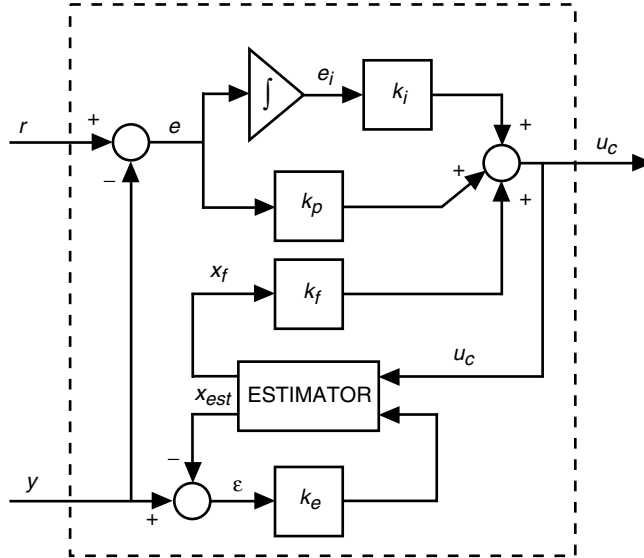 ∫
e_i
k_i
+
r
+
e
−
+
u_c
k_p
+
x_f
k_f
u_c
x_est
ESTIMATOR
−
y
+
ε
k_e